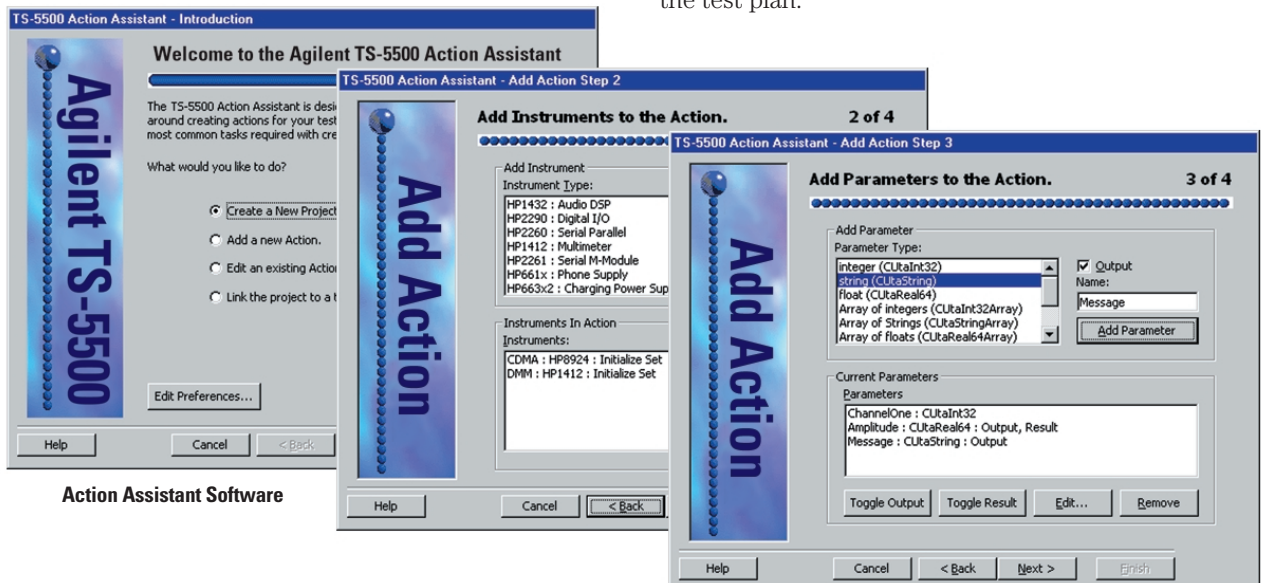 the test plan.
TS-5500 Action Assistant - Introduction
Agilent TS-5500
Welcome to the Agilent TS-5500 Action Assistant
The TS-5500 Action Assistant is
around creating actions for your test
most common tasks required with
What would you like to do?
Create a New Project
Add a new Action.
Edit an existing
Link the project to a
Edit Preferences...
Help
Cancel
< Back
Action Assistant Software
TS-5500 Action Assistant - Add Action Step 2
Add Action
Add Instruments to the Action.
2 of 4
Add Instrument
Instrument Type:
HP1432 : Audio DSP
HP2290 : Digital I/O
HP2260 : Serial Parallel
HP1412 : Multimeter
HP2261 : Serial M-Module
HP661x : Phone Supply
HP663x2 : Charging Power
Instruments In Action
Instruments:
CDMA : HP8924 : Initialize Set
DMM : HP1412 : Initialize Set
Help
Cancel
< Back
TS-5500 Action Assistant - Add Action Step 3
Add Action
Add Parameters to the Action.
3 of 4
Add Parameter
Parameter Type:
integer (CUtaInt32)
string (CUtaString)
float (CUtaReal64)
Array of integers (CUtaInt32Array)
Array of Strings (CUtaStringArray)
Array of floats (CUtaReal64Array)
Output
Name:
Message
Add Parameter
Current Parameters
Parameters
ChannelOne : CUtaInt32
Amplitude : CUtaReal64 : Output, Result
Message : CUtaString : Output
Toggle Output
Toggle Result
Edit...
Remove
Help
Cancel
< Back
Next >
Finish